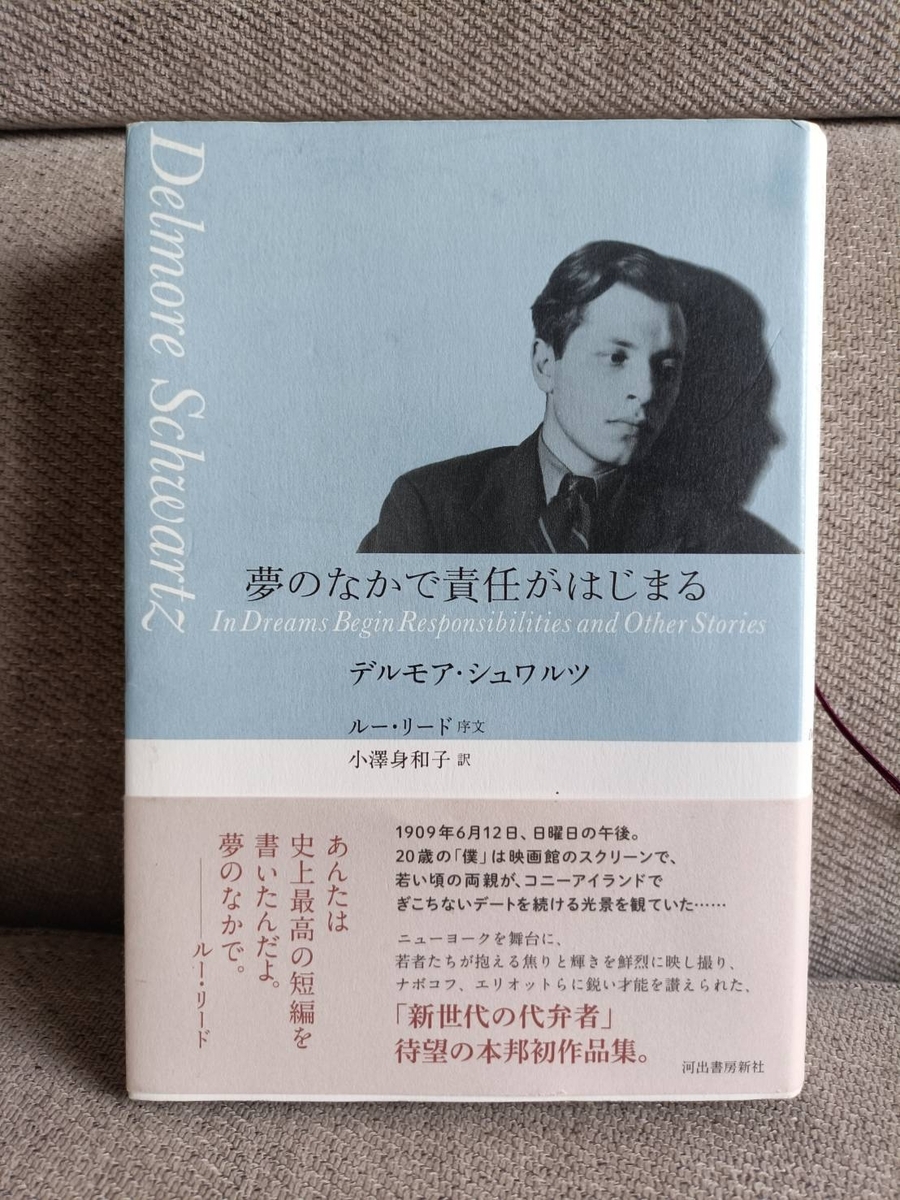 Delmore Schwartz
夢のなかで責任がはじまる
In Dreams Begin Responsibilities and Other Stories
デルモア・シュワルツ
ルー・リード 序文
小澤身和子 訳
あんたは
史上最高の短編を
書いたんだよ。
夢のなかで。
——ルー・リード
1909年6月12日、日曜日の午後。
20歳の「僕」は映画館のスクリーンで、
若い頃の両親が、コニーアイランドで
ぎこちないデートを続ける光景を観ていた……
ニューヨークを舞台に、
若者たちが抱える焦りと輝きを鮮烈に映し撮り、
ナボコフ、エリオットらに鋭い才能を讃えられた、
「新世代の代弁者」
待望の本邦初作品集。
河出書房新社